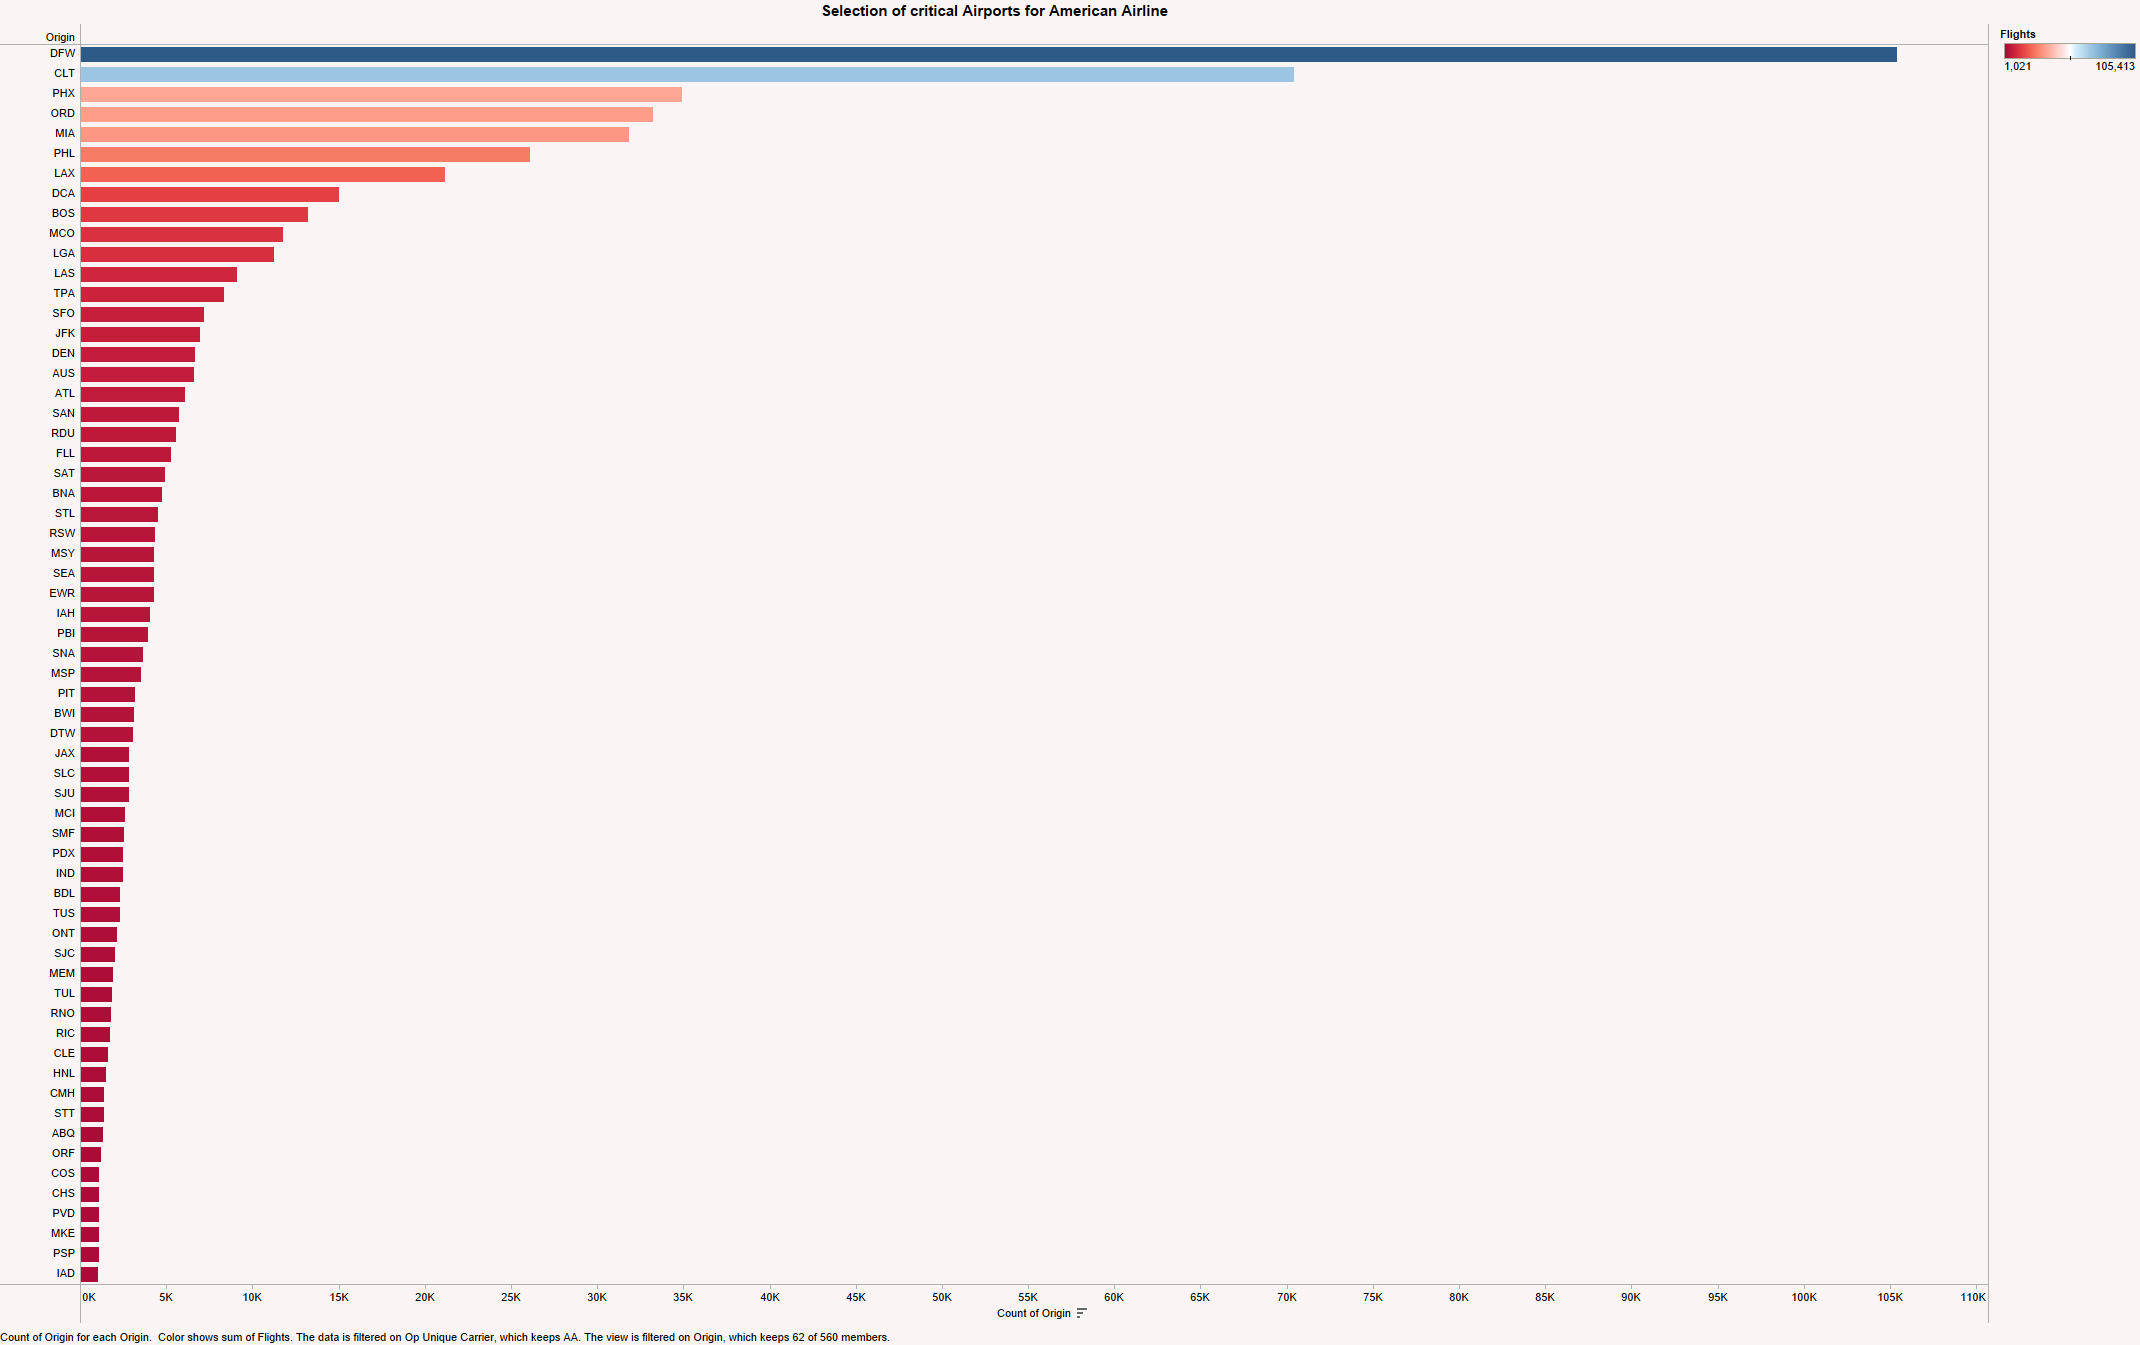 Selection of critical Airports for American Airline
Origin
Flights
1,021 105,413
DFW
CLT
PHX
ORD
MIA
PHL
LAX
DCA
BOS
MCO
LGA
LAS
TPA
SFO
JFK
DEN
AUS
ATL
SAN
RDU
FLL
SAT
BNA
STL
RSW
MSY
SEA
EWR
IAH
PBI
SNA
MSP
PIT
BWI
DTW
JAX
SLC
SJU
MCI
SMF
PDX
IND
BDL
TUS
ONT
SJC
MEM
TUL
RNO
RIC
CLE
HNL
CMH
STT
ABQ
ORF
COS
CHS
PVD
MKE
PSP
IAD
0K 5K 10K 15K 20K 25K 30K 35K 40K 45K 50K 55K 60K 65K 70K 75K 80K 85K 90K 95K 100K 105K 110K
Count of Origin
Count of Origin for each Origin.  Color shows sum of Flights. The data is filtered on Op Unique Carrier, which keeps AA. The view is filtered on Origin, which keeps 62 of 560 members.